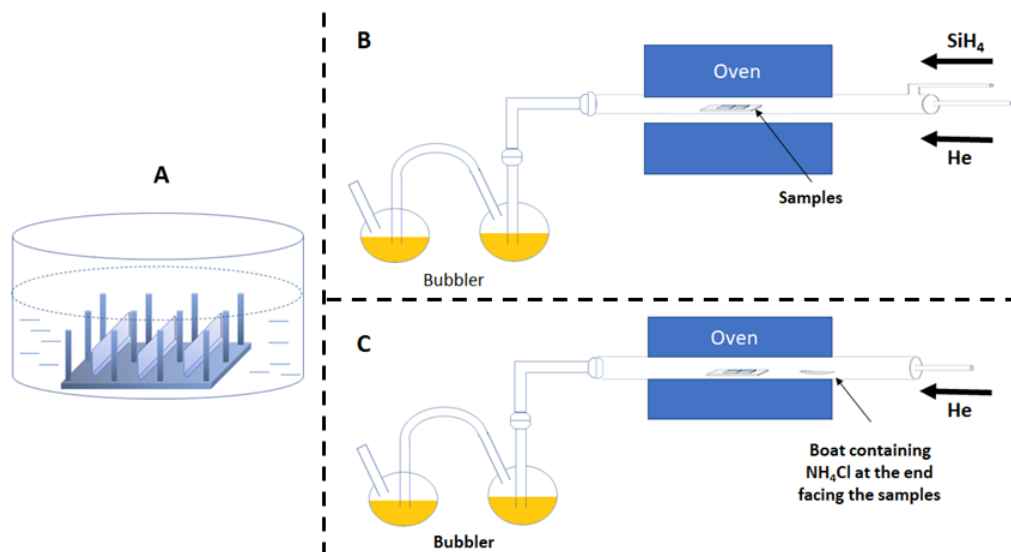 A
B
SiH4
Oven
He
Samples
Bubbler
C
Oven
He
Boat containing
NH4Cl at the end
facing the samples
Bubbler